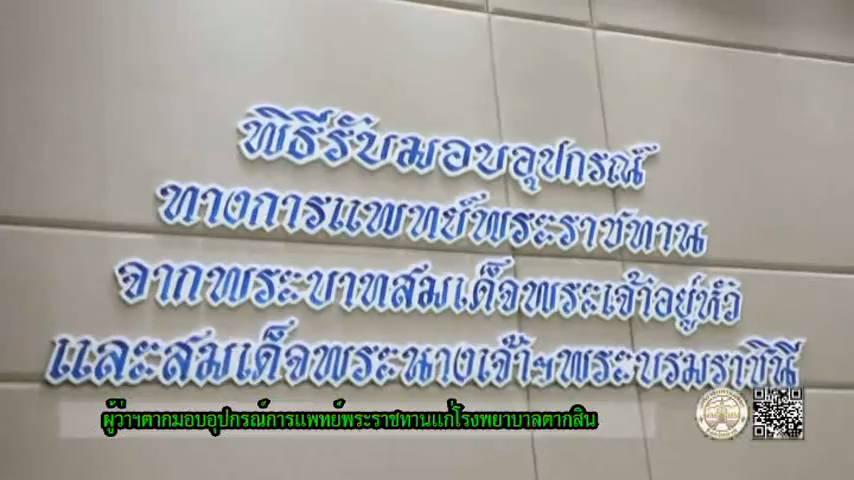 พิธีรับมอบอุปกรณ์
ทางการแพทย์พระราชทาน
จากพระบาทสมเด็จพระเจ้าอยู่หัว
และสมเด็จพระนางเจ้าฯพระบรมราชินี
ผู้ว่าฯตากมอบอุปกรณ์การแพทย์พระราชทานแก่โรงพยาบาลตากสิน